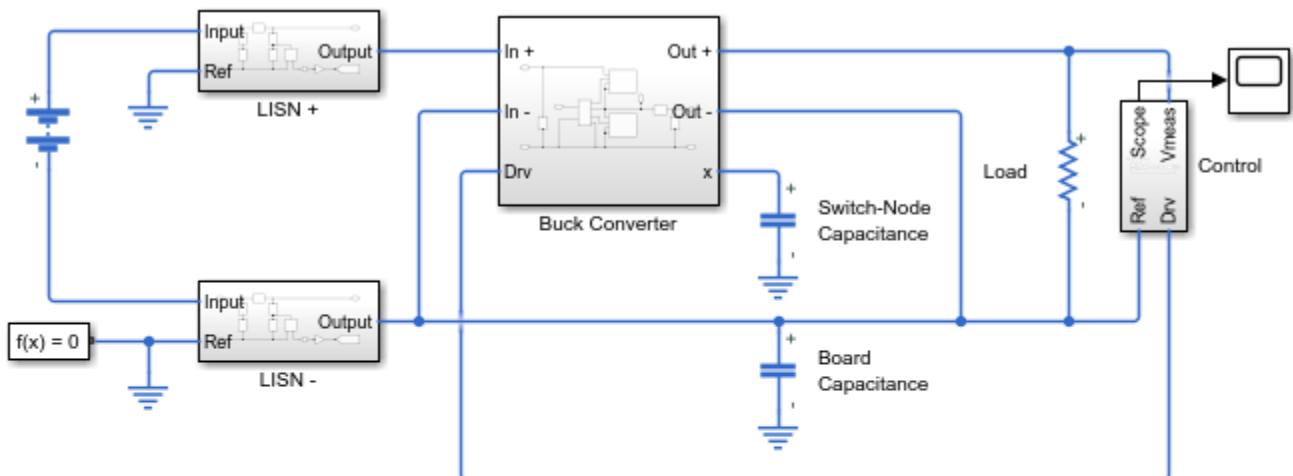 Input
Output
Ref
LISN +
In +
In -
Drv
Out +
Out -
x
Buck Converter
Scope
Vmeas
Ref
Drv
Control
Load
+
-
+
-
Switch-Node
Capacitance
+
-
Input
Output
Ref
LISN -
f(x) = 0
+
-
Board
Capacitance
+
-